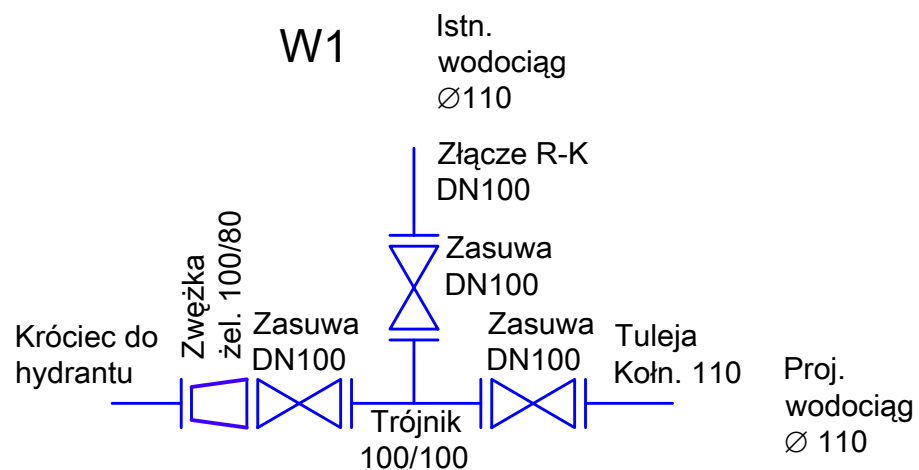 W1
Istn.
wodociąg
∅110
Złącze R-K
DN100
Zasuwa
DN100
Zwężka
żel. 100/80
Króciec do
hydrantu
Zasuwa
DN100
Trójnik
100/100
Zasuwa
DN100
Tuleja
Kołn. 110
Proj.
wodociąg
∅ 110